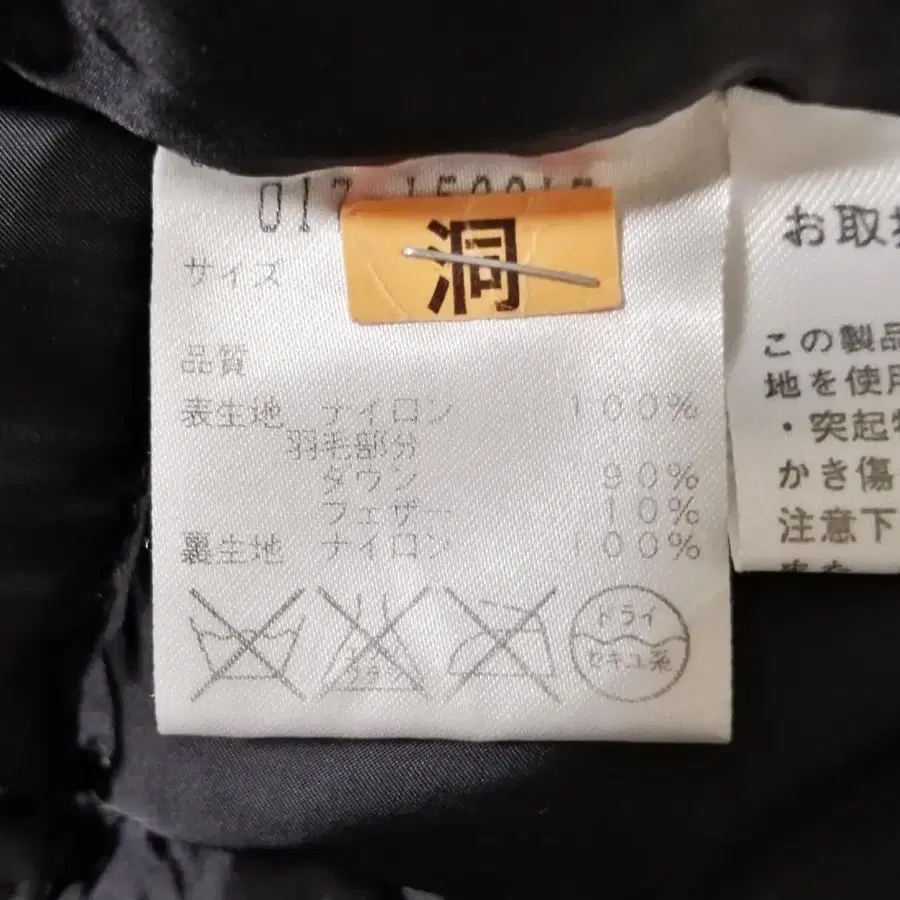 017
洞
サイズ
品質
表生地 ナイロン 100%
羽毛部分
ダウン 90%
フェザー 10%
裏生地 ナイロン 100%
ドライ
セキユ系
お取扱
この製品
地を使用
・突起物
かき傷
注意下